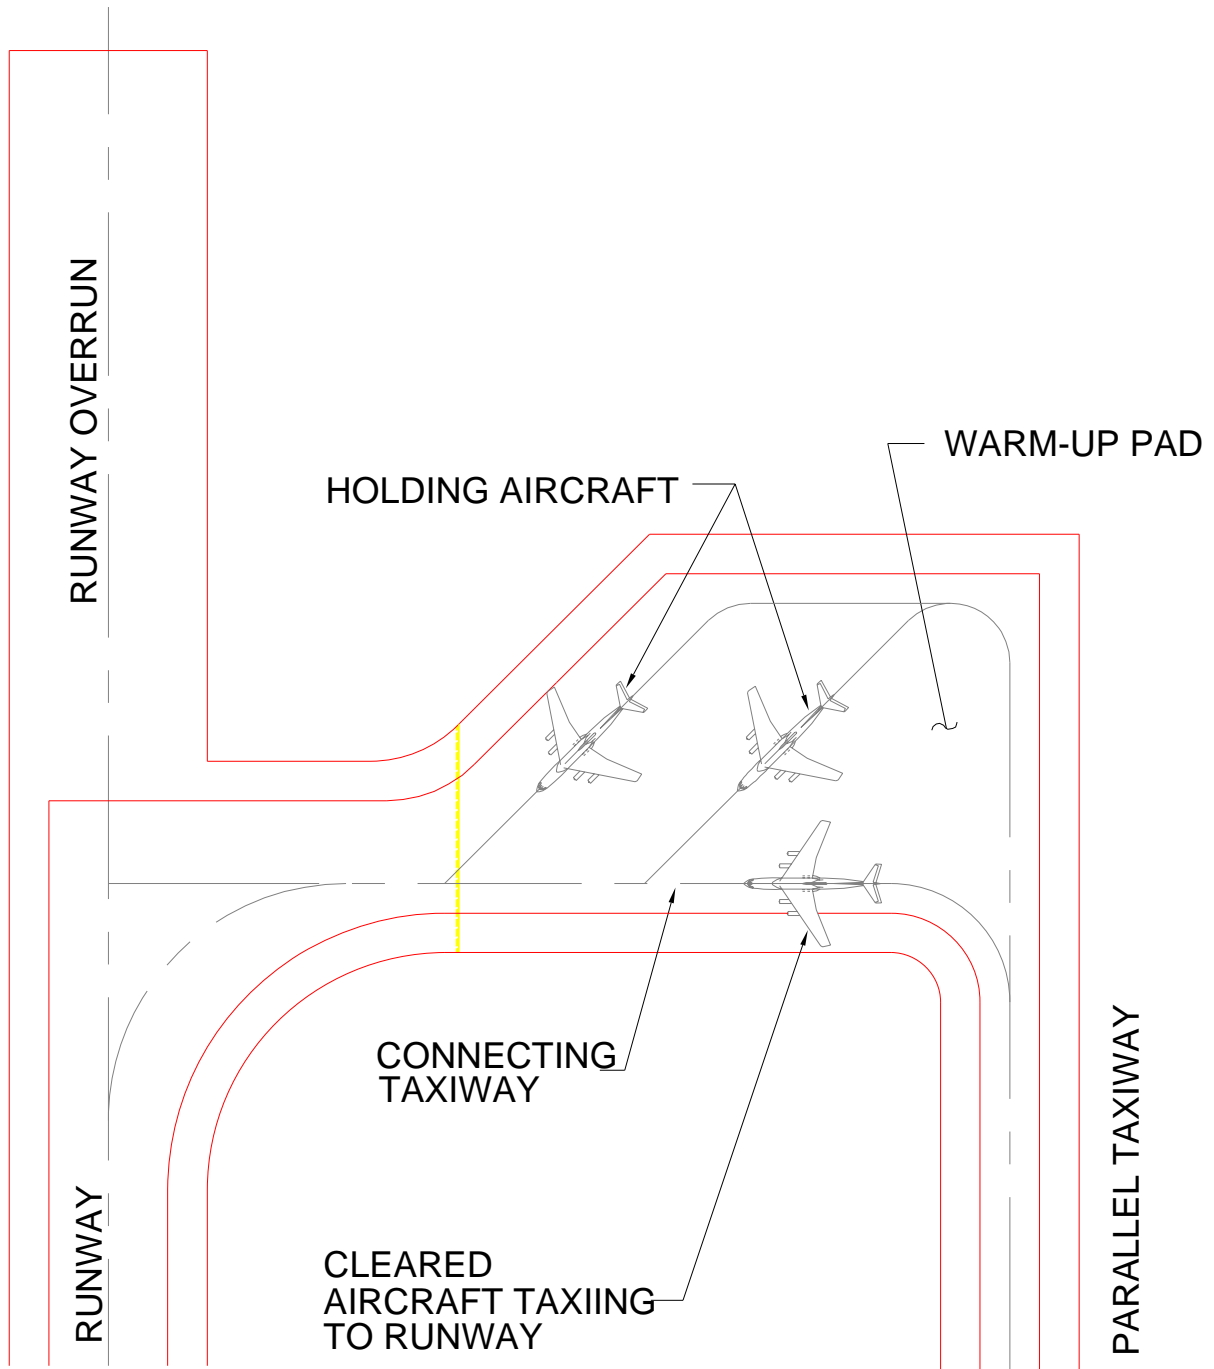 RUNWAY OVERRUN
WARM-UP PAD
HOLDING AIRCRAFT
CONNECTING
TAXIWAY
RUNWAY
CLEARED
AIRCRAFT TAXIING
TO RUNWAY
PARALLEL TAXIWAY